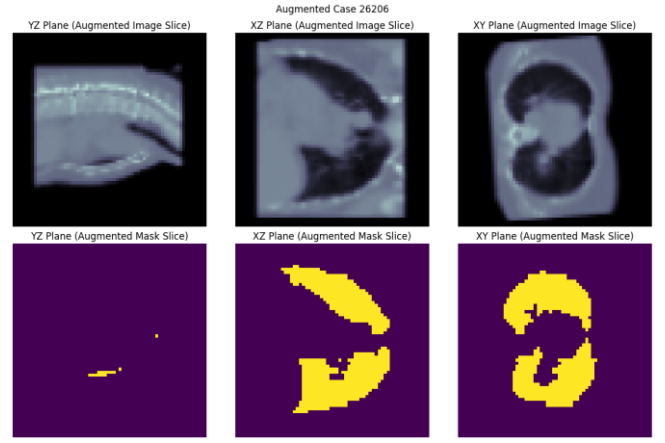 Augmented Case 26206
YZ Plane (Augmented Image Slice)
XZ Plane (Augmented Image Slice)
XY Plane (Augmented Image Slice)
YZ Plane (Augmented Mask Slice)
XZ Plane (Augmented Mask Slice)
XY Plane (Augmented Mask Slice)